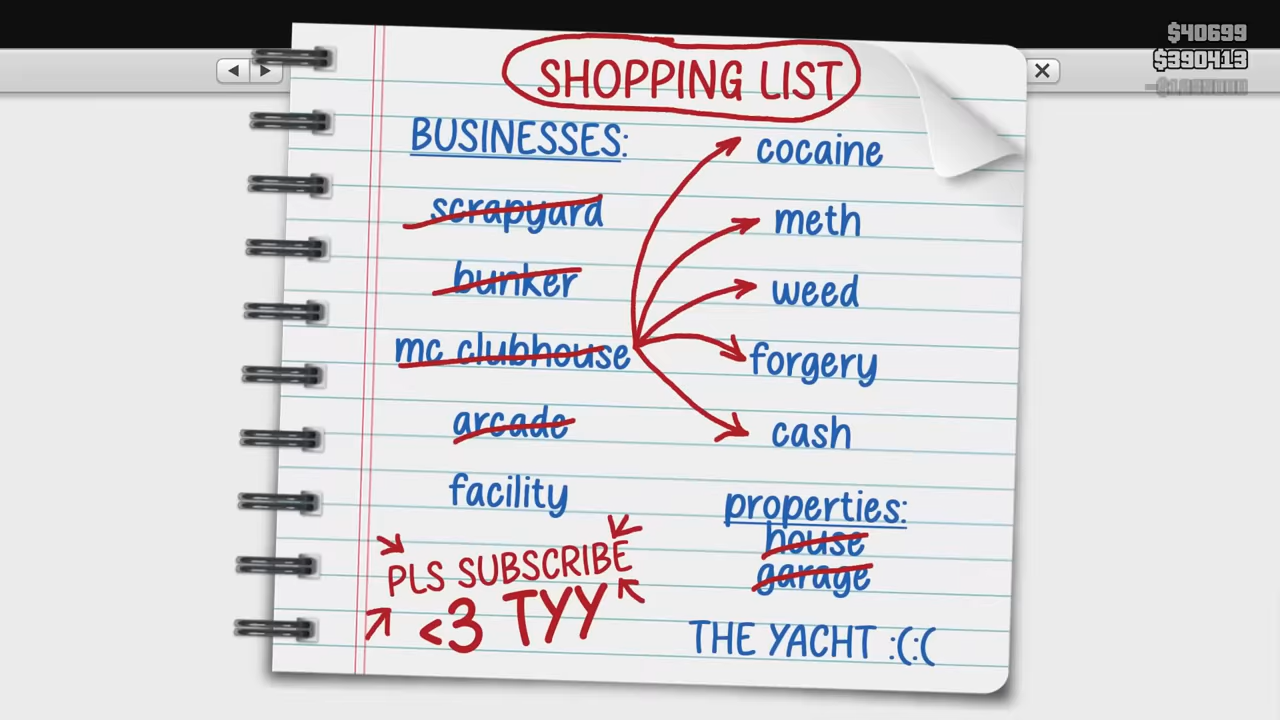 $40699
$390413
SHOPPING LIST
BUSINESSES:
scrapyard
bunker
mc clubhouse
arcade
facility
cocaine
meth
weed
forgery
cash
properties:
house
garage
PLS SUBSCRIBE
<3 TYY
THE YACHT :(:(